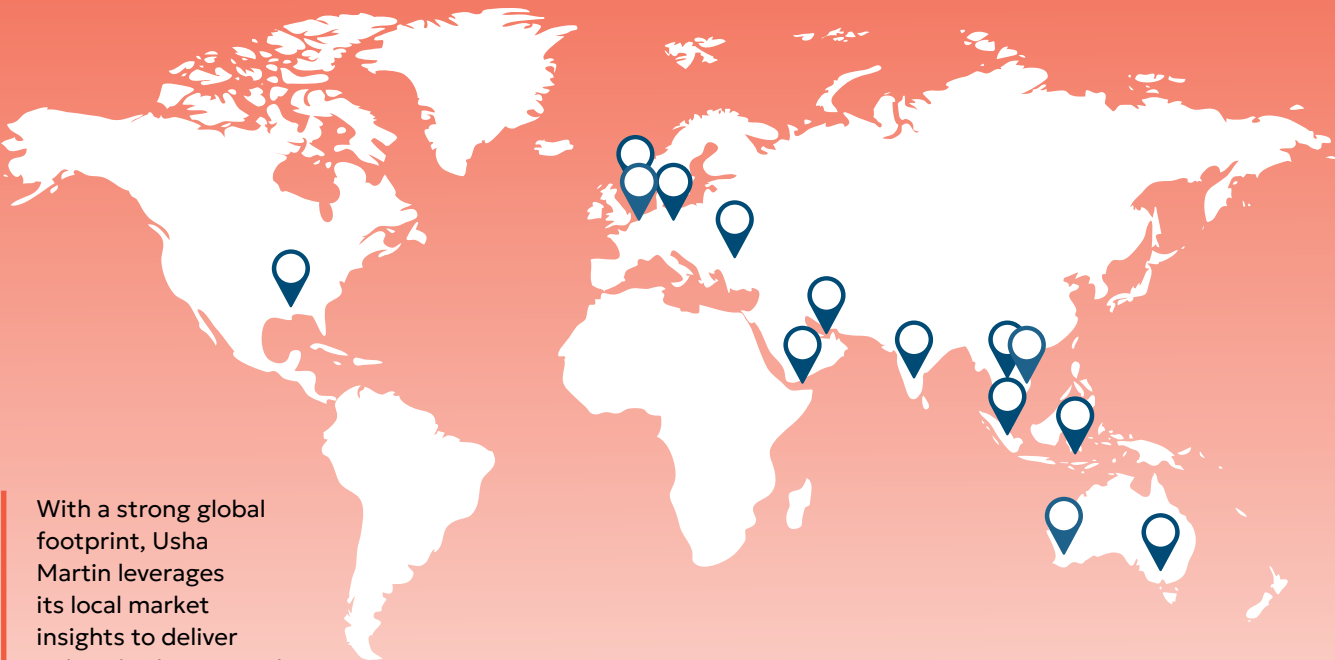 With a strong global
footprint, Usha
Martin leverages
its local market
insights to deliver